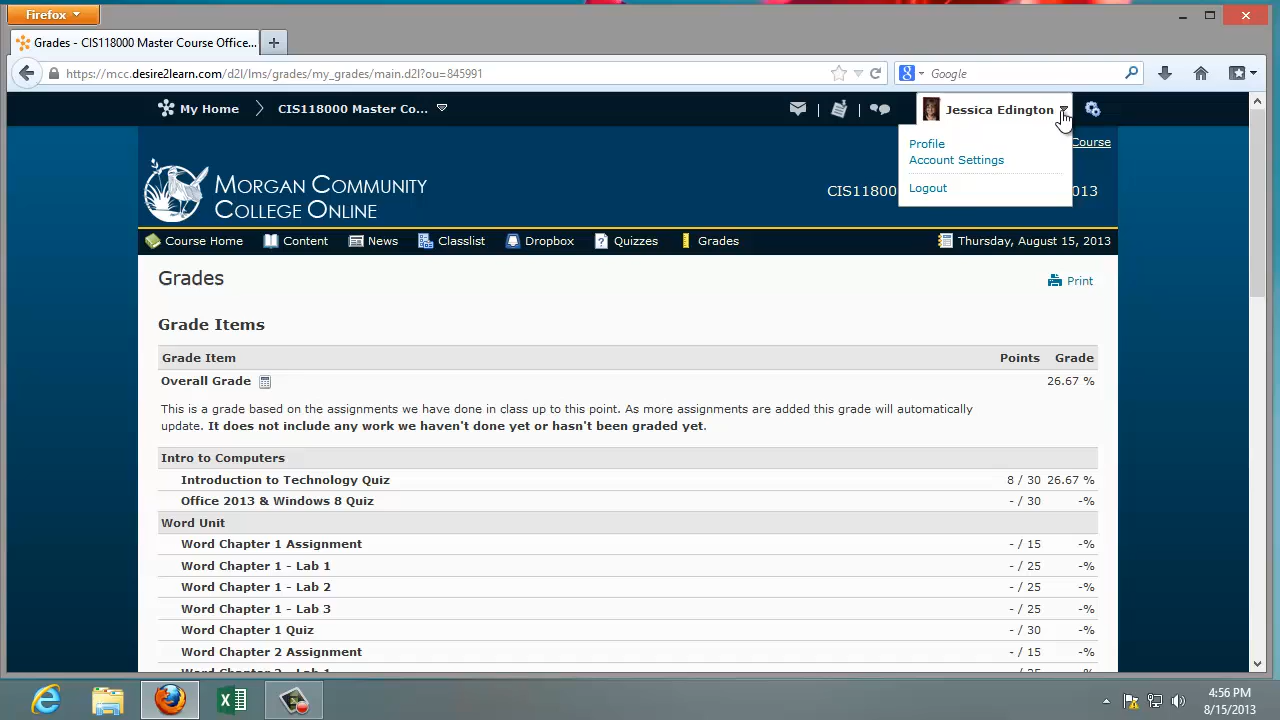 Firefox
Grades - CIS118000 Master Course Office...
https://mcc.desire2learn.com/d2l/lms/grades/my_grades/main.d2l?ou=845991
Google
My Home
CIS118000 Master Co...
Jessica Edington
Profile
Account Settings
Logout
Course
MORGAN COMMUNITY
COLLEGE ONLINE
CIS11800
013
Course Home
Content
News
Classlist
Dropbox
Quizzes
Grades
Thursday, August 15, 2013
Grades
Print
Grade Items
Grade Item Points Grade
Overall Grade 26.67 %
This is a grade based on the assignments we have done in class up to this point. As more assignments are added this grade will automatically
update. It does not include any work we haven't done yet or hasn't been graded yet.
Intro to Computers
Introduction to Technology Quiz 8 / 30 26.67 %
Office 2013 & Windows 8 Quiz - / 30 -%
Word Unit
Word Chapter 1 Assignment - / 15 -%
Word Chapter 1 - Lab 1 - / 25 -%
Word Chapter 1 - Lab 2 - / 25 -%
Word Chapter 1 - Lab 3 - / 25 -%
Word Chapter 1 Quiz - / 30 -%
Word Chapter 2 Assignment - / 15 -%
Word Chapter 2 - Lab 1 - / 25 -%
4:56 PM
8/15/2013